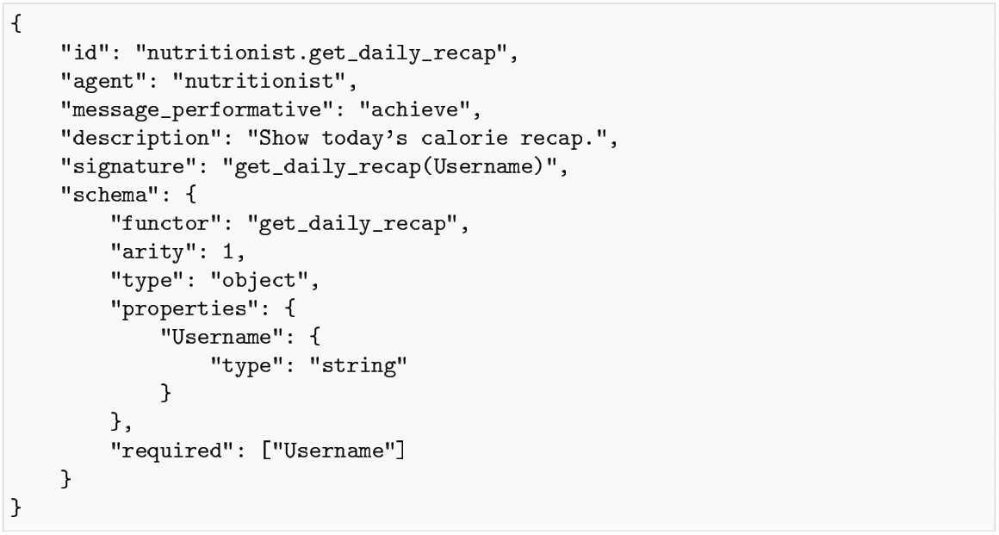 {
    "id": "nutritionist.get_daily_recap",
    "agent": "nutritionist",
    "message_performative": "achieve",
    "description": "Show today's calorie recap.",
    "signature": "get_daily_recap(Username)",
    "schema": {
        "functor": "get_daily_recap",
        "arity": 1,
        "type": "object",
        "properties": {
            "Username": {
                "type": "string"
            }
        },
        "required": ["Username"]
    }
}